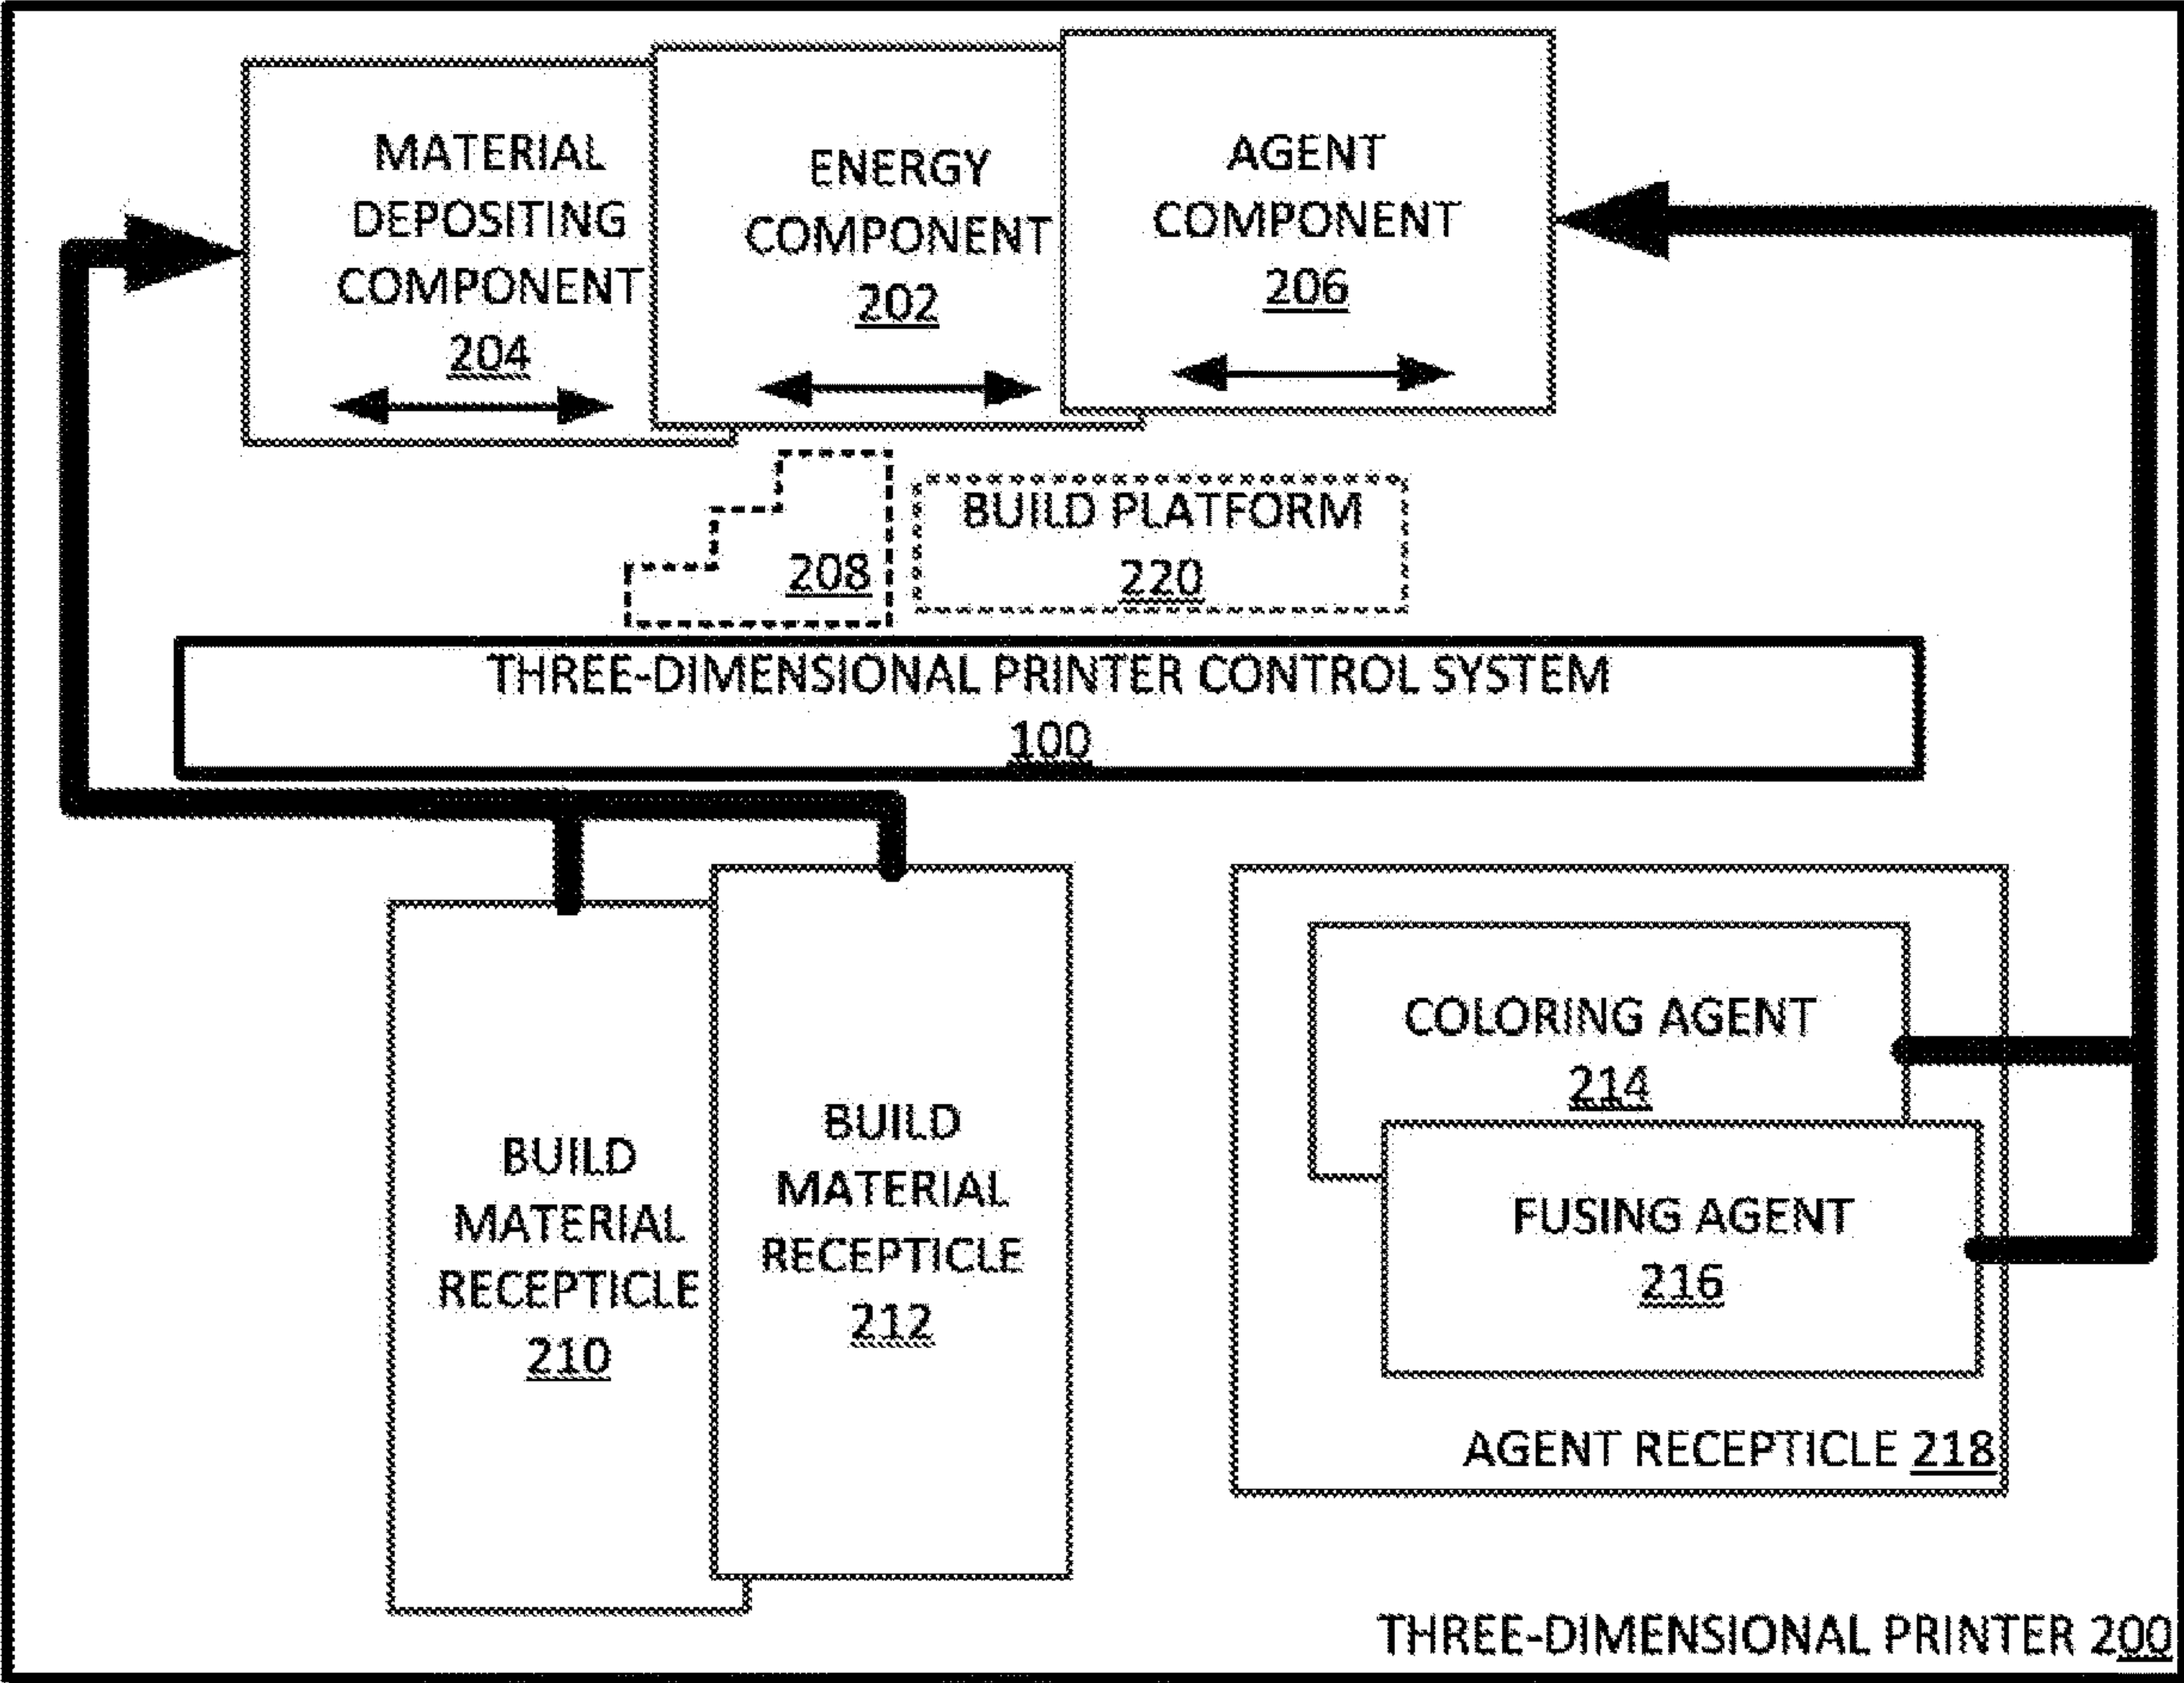 MATERIAL
DEPOSITING
COMPONENT
204
ENERGY
COMPONENT
202
AGENT
COMPONENT
206
208
BUILD PLATFORM
220
THREE-DIMENSIONAL PRINTER CONTROL SYSTEM
100
BUILD
MATERIAL
RECEPTICLE
210
BUILD
MATERIAL
RECEPTICLE
212
COLORING AGENT
214
FUSING AGENT
216
AGENT RECEPTICLE 218
THREE-DIMENSIONAL PRINTER 200